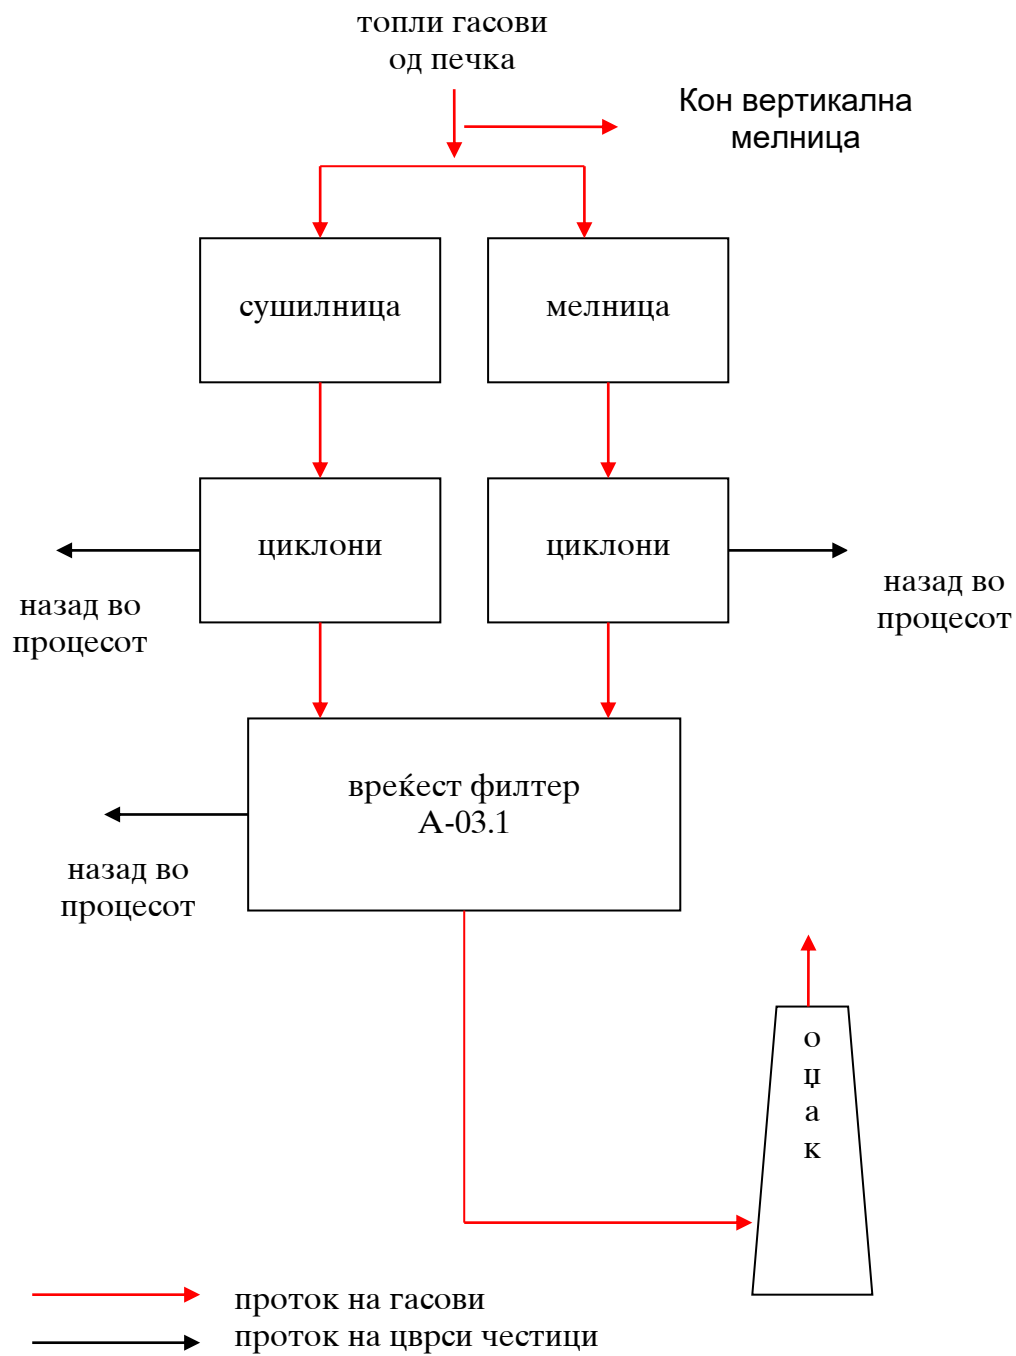 топли гасови
од печка
Кон вертикална
мелница
сушилница
мелница
циклони
циклони
назад во
процесот
назад во
процесот
вреќест филтер
А-03.1
назад во
процесот
о
џ
а
к
проток на гасови
проток на цврси честици